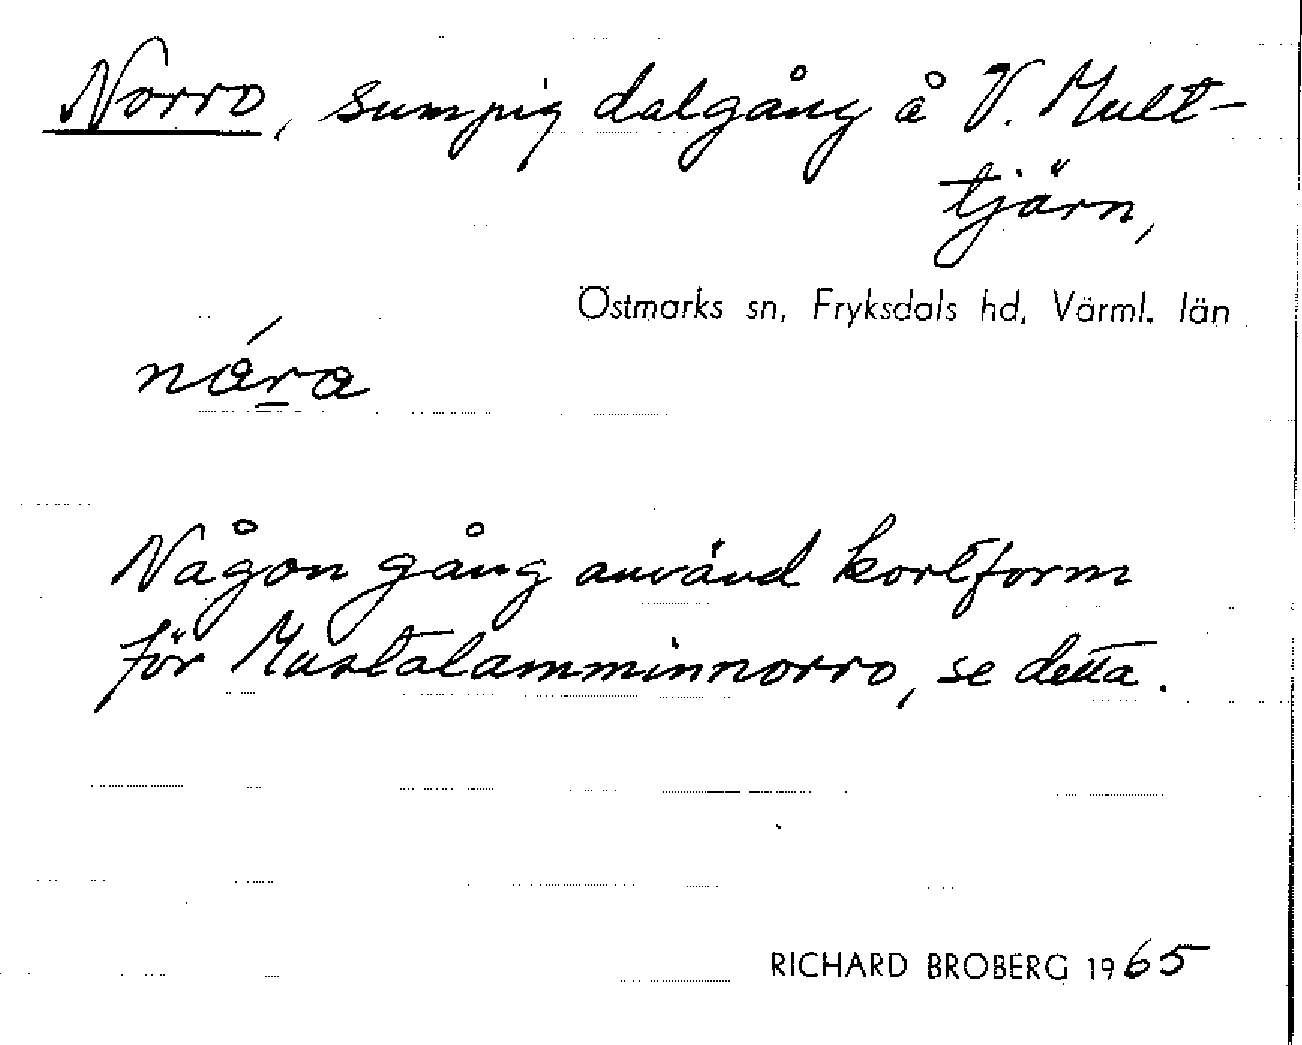 Norro, sumpig dalgång å V. Mult-
tjärn,
Östmarks sn, Fryksdals hd, Värml. län
nára
Någon gång använd kortform
för Mustalamminnorro, se detta.
RICHARD BROBERG 1965